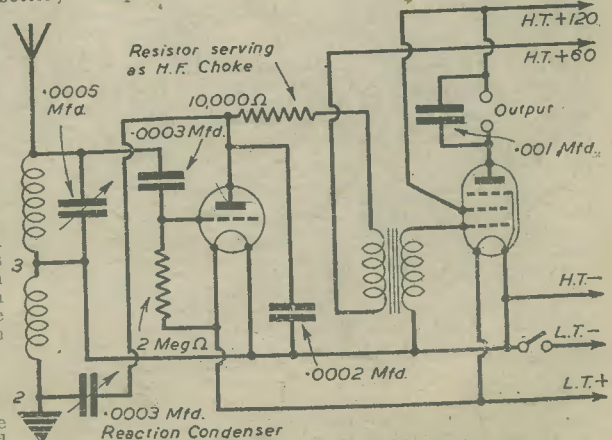 H.T.+120
H.T.+60
Resistor serving
as H.F. Choke
.0005
Mfd.
10,000Ω
.0003 Mfd.
Output
.001 Mfd.
3
H.T.-
L.T.-
2 Meg Ω
.0002 Mfd.
L.T.+
2
.0003 Mfd.
Reaction Condenser